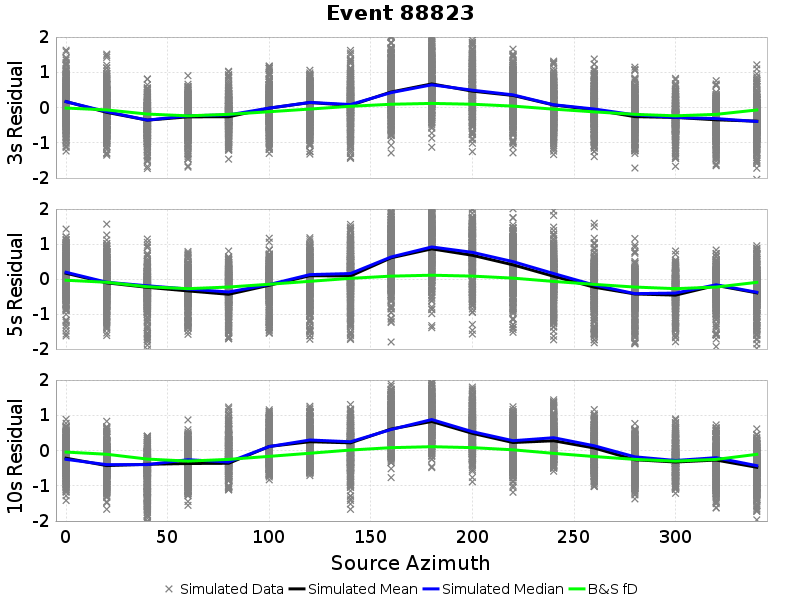 Event 88823
3s Residual
2
1
0
-1
-2
5s Residual
2
1
0
-1
-2
10s Residual
2
1
0
-1
-2
0 50 100 150 200 250 300
Source Azimuth
Simulated Data Simulated Mean Simulated Median B&S fD